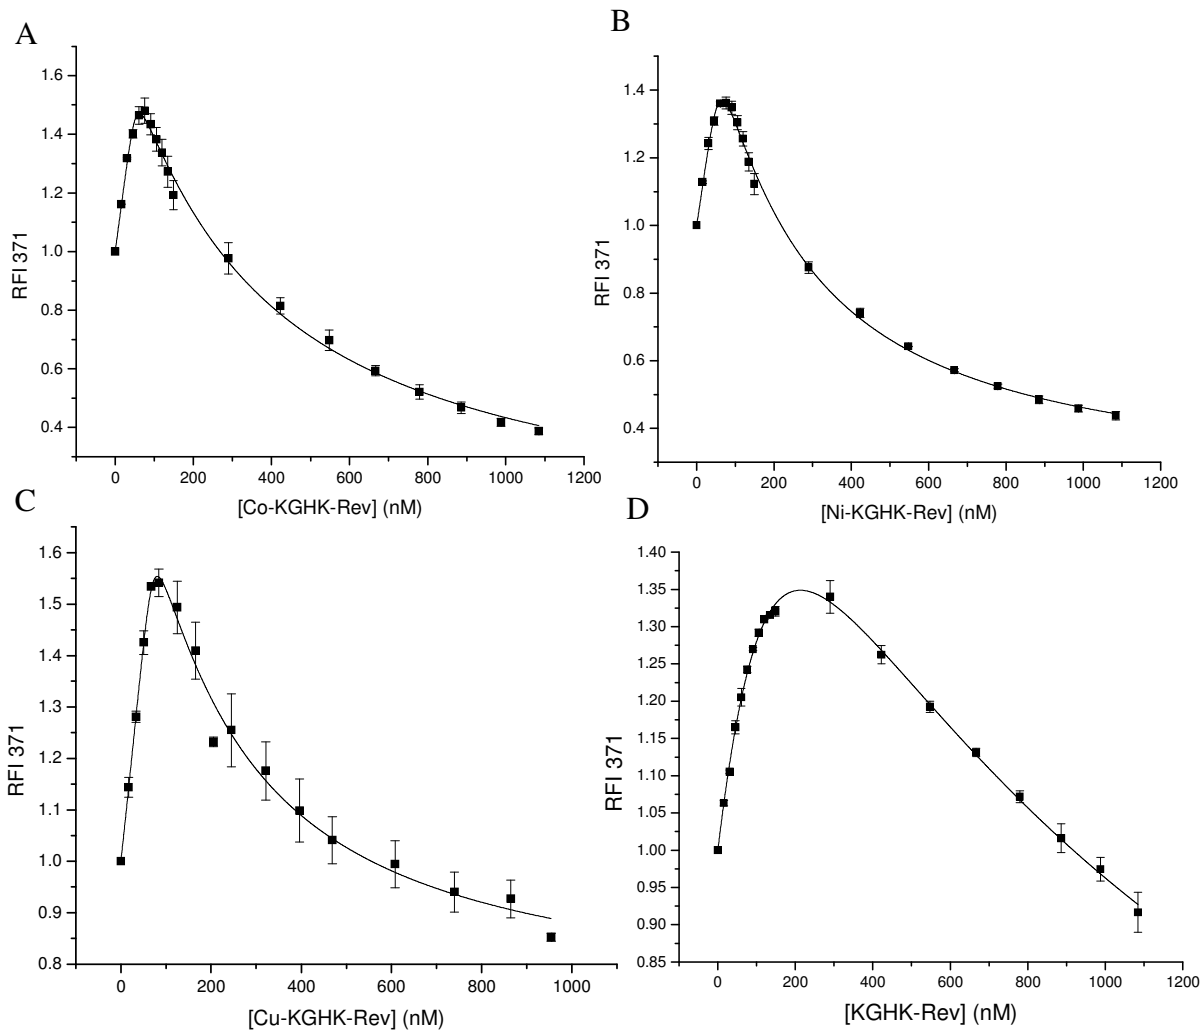 A
RFI 371
1.6
1.4
1.2
1.0
0.8
0.6
0.4
0 200 400 600 800 1000 1200
[Co-KGHK-Rev] (nM)
B
RFI 371
1.4
1.2
1.0
0.8
0.6
0.4
0 200 400 600 800 1000 1200
[Ni-KGHK-Rev] (nM)
C
RFI 371
1.6
1.5
1.4
1.3
1.2
1.1
1.0
0.9
0.8
0 200 400 600 800 1000
[Cu-KGHK-Rev] (nM)
D
RFI 371
1.40
1.35
1.30
1.25
1.20
1.15
1.10
1.05
1.00
0.95
0.90
0.85
0 200 400 600 800 1000 1200
[KGHK-Rev] (nM)